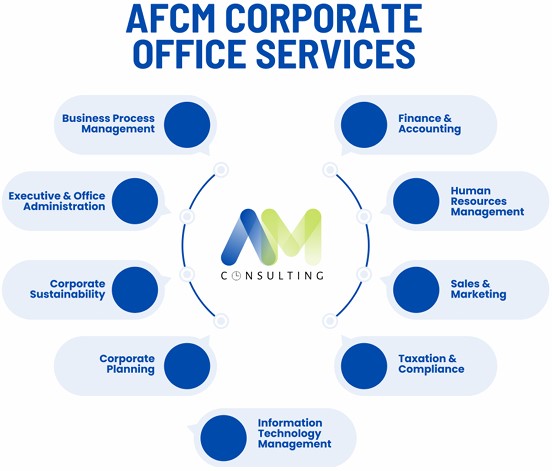 AFCM CORPORATE
OFFICE SERVICES
Business Process
Management
Finance &
Accounting
Executive & Office
Administration
Human
Resources
Management
AM
CONSULTING
Corporate
Sustainability
Sales &
Marketing
Corporate
Planning
Taxation &
Compliance
Information
Technology
Management